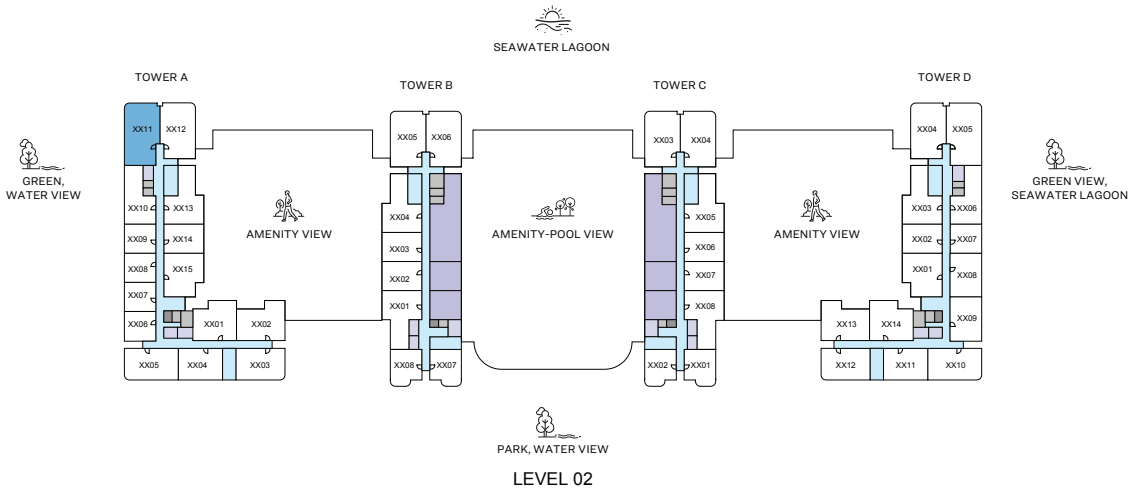 SEAWATER LAGOON
TOWER A
TOWER B
TOWER C
TOWER D
XX11
XX12
XX10
XX13
XX09
XX14
XX08
XX15
XX07
XX06
XX01
XX02
XX05
XX04
XX03
XX05
XX06
XX04
XX03
XX02
XX01
XX08
XX07
XX03
XX04
XX05
XX06
XX07
XX08
XX02
XX01
XX04
XX05
XX03
XX06
XX02
XX07
XX01
XX08
XX09
XX13
XX14
XX12
XX11
XX10
GREEN,
WATER VIEW
AMENITY VIEW
AMENITY-POOL VIEW
AMENITY VIEW
GREEN VIEW,
SEAWATER LAGOON
PARK, WATER VIEW
LEVEL 02